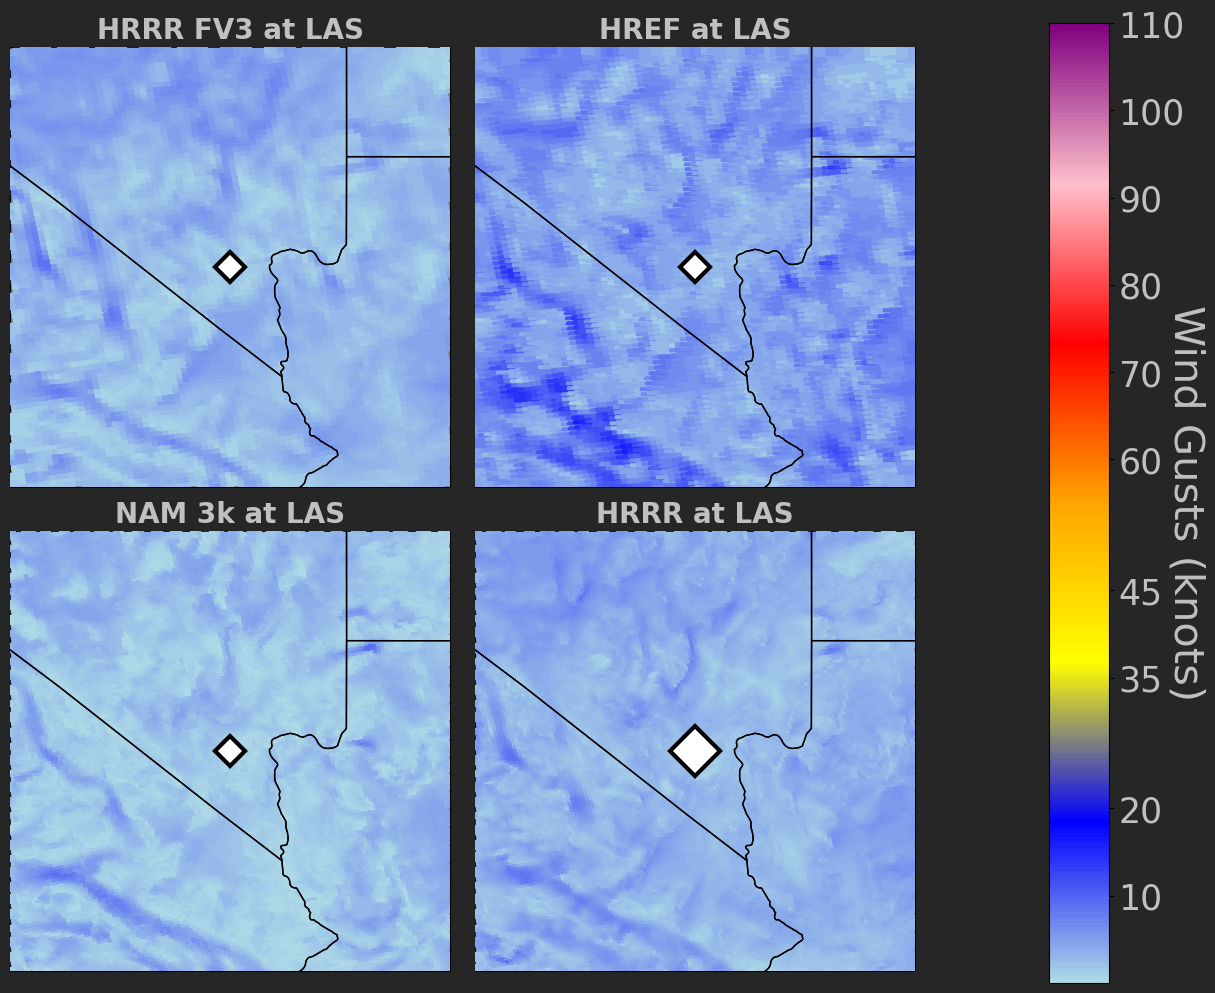 HRRR FV3 at LAS
HREF at LAS
NAM 3k at LAS
HRRR at LAS
110
100
90
80
70
60
45
35
20
10
Wind Gusts (knots)